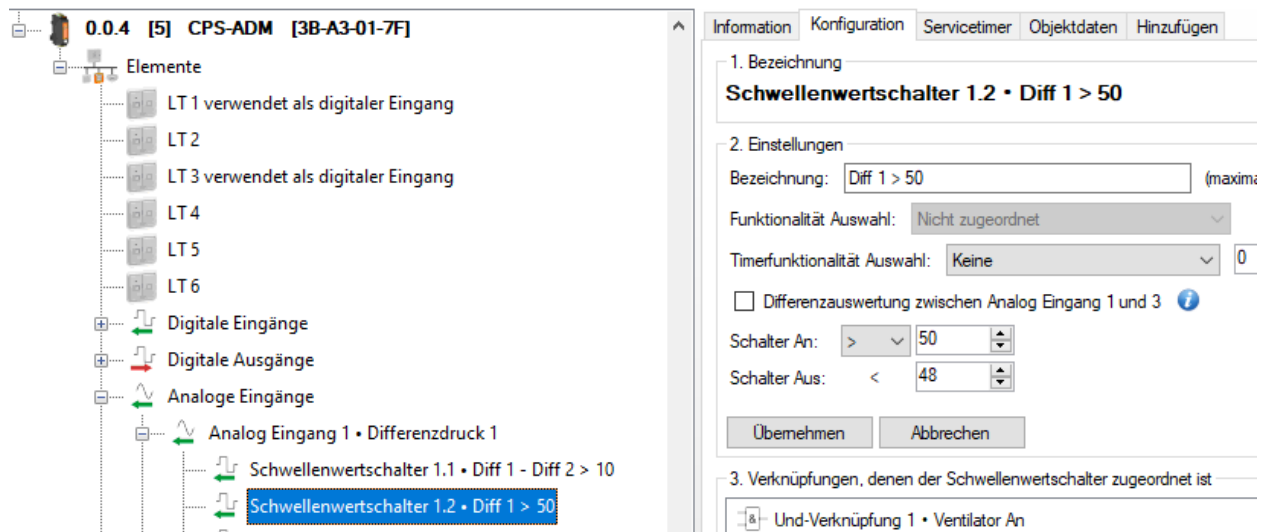 0.0.4 [5] CPS-ADM [3B-A3-01-7F]
Elemente
LT 1 verwendet als digitaler Eingang
LT 2
LT 3 verwendet als digitaler Eingang
LT 4
LT 5
LT 6
Digitale Eingänge
Digitale Ausgänge
Analoge Eingänge
Analog Eingang 1 • Differenzdruck 1
Schwellenwertschalter 1.1 • Diff 1 - Diff 2 > 10
Schwellenwertschalter 1.2 • Diff 1 > 50
Information Konfiguration Servicetimer Objektdaten Hinzufügen
1. Bezeichnung
Schwellenwertschalter 1.2 • Diff 1 > 50
2. Einstellungen
Bezeichnung: Diff 1 > 50 (maxima
Funktionalität Auswahl: Nicht zugeordnet
Timerfunktionalität Auswahl: Keine 0
Differenzauswertung zwischen Analog Eingang 1 und 3
Schalter An: > 50
Schalter Aus: < 48
Übernehmen Abbrechen
3. Verknüpfungen, denen der Schwellenwertschalter zugeordnet ist
& Und-Verknüpfung 1 • Ventilator An